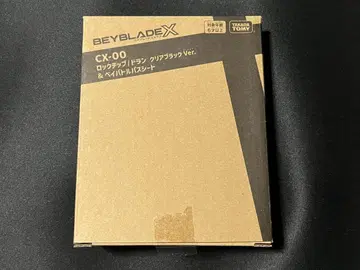 BEYBLADE X
対象年齢
6才以上
TAKARA
TOMY
CX-00
ロックチップ ドラン クリアブラックVer.
& ベイバトルパスシート